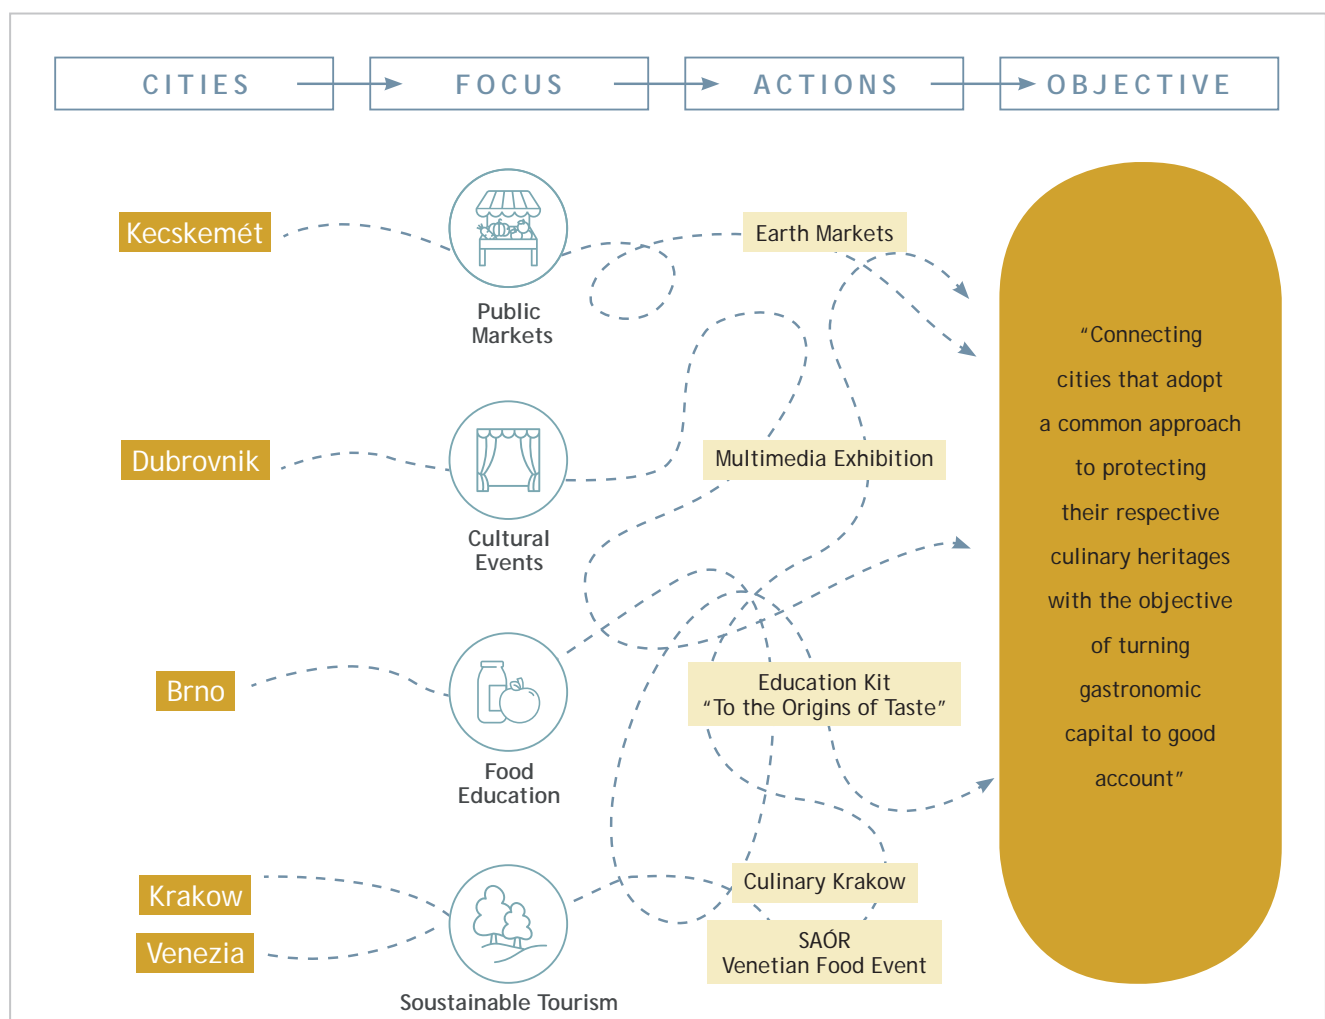 CITIES
FOCUS
ACTIONS
OBJECTIVE
Kecskemét
Public
Markets
Earth Markets
Dubrovnik
Cultural
Events
Multimedia Exhibition
Brno
Food
Education
Education Kit
“To the Origins of Taste”
Krakow
Venezia
Soustainable Tourism
Culinary Krakow
SAÓR
Venetian Food Event
“Connecting
cities that adopt
a common approach
to protecting
their respective
culinary heritages
with the objective
of turning
gastronomic
capital to good
account”